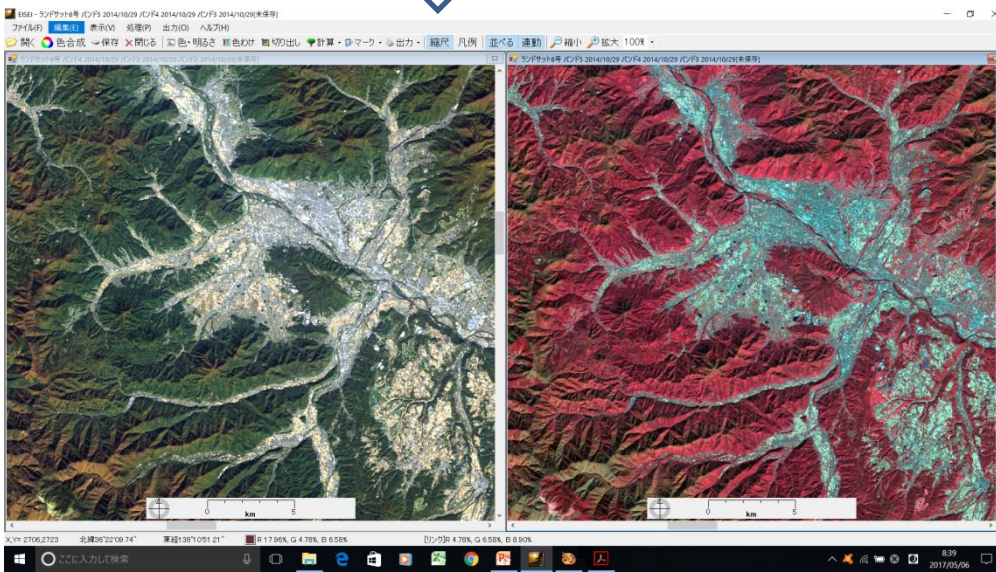 EISEI - ランドサット8号 バンド5 2014/10/29 バンド4 2014/10/29 バンド3 2014/10/29[未保存]
ファイル(F) 編集(E) 表示(V) 処理(P) 出力(O) ヘルプ(H)
開く 色合成 保存 閉じる 色・明るさ 色わけ 切り出し 計算 マーク 出力 縮尺 凡例 並べる 連動 縮小 拡大 100%
ランドサット8号 バンド4 2014/10/29 バンド3 2014/10/29 バンド2 2014/10/29[未保存]
ランドサット8号 バンド5 2014/10/29 バンド4 2014/10/29 バンド3 2014/10/29[未保存]
0 5
km
0 5
km
X,Y= 2706,2723 北緯36°22'09.74" 東経138°10'51.21" R 17.96%, G 4.78%, B 6.58% [リンク]R 4.78%, G 6.58%, B 8.90%
ここに入力して検索
8:39
2017/05/06